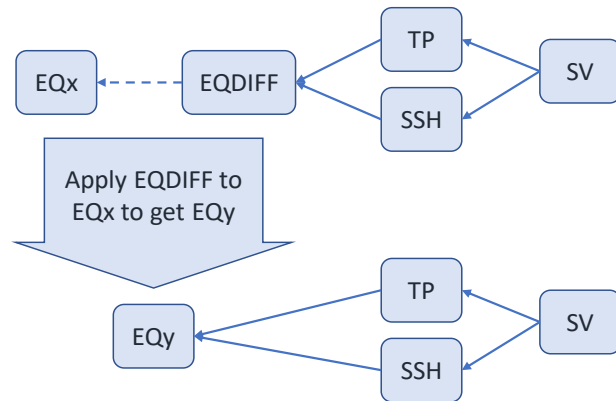 TP
EQx
EQDIFF
SV
SSH
Apply EQDIFF to
EQx to get EQy
TP
EQy
SV
SSH